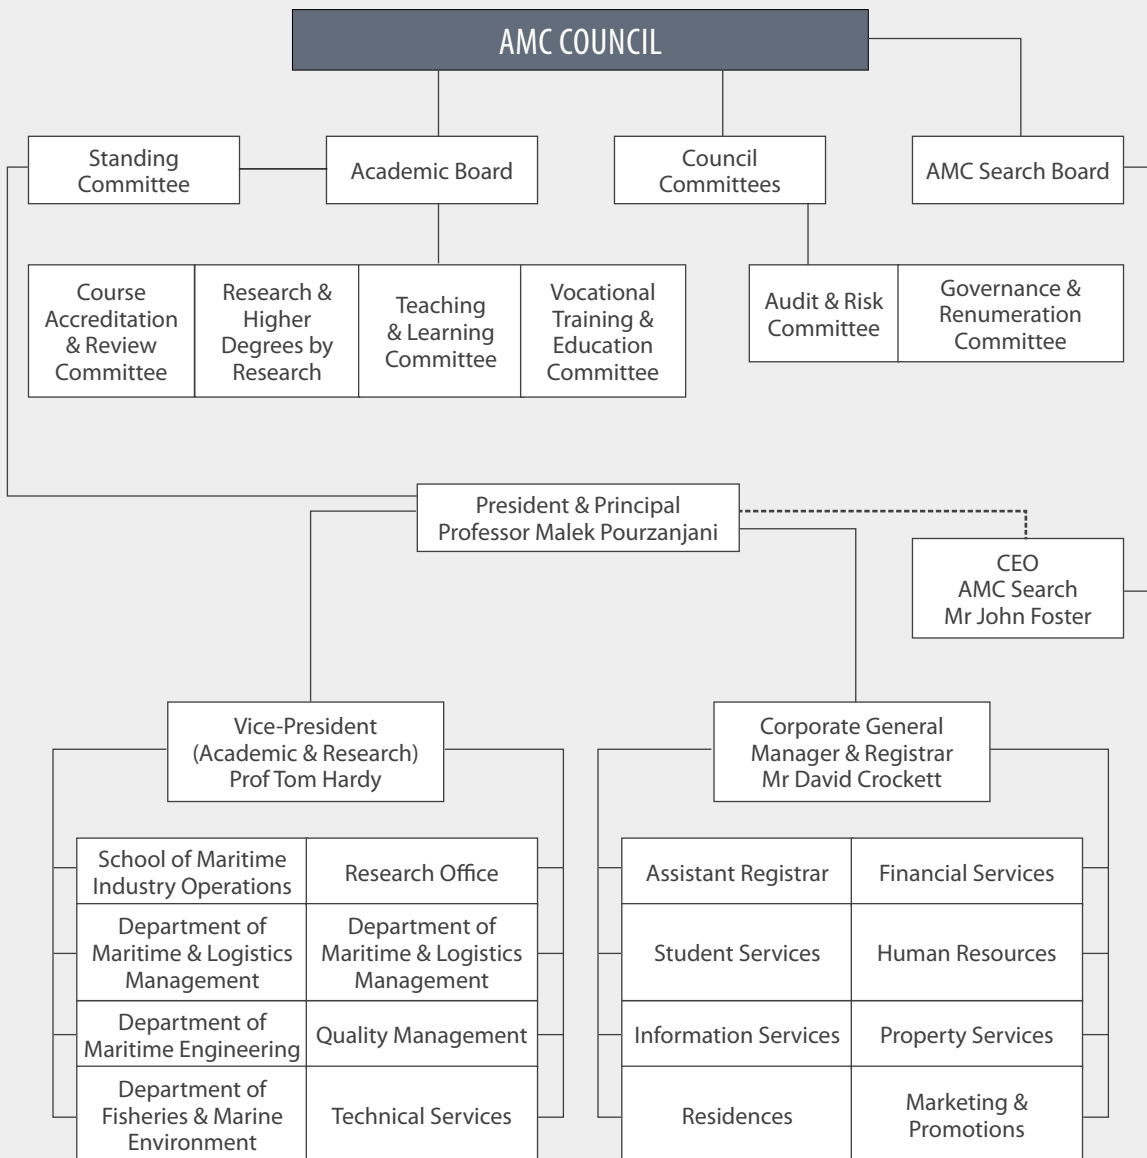 AMC COUNCIL
Standing
Committee
Academic Board
Council
Committees
AMC Search Board
Course
Accreditation
& Review
Committee
Research &
Higher
Degrees by
Research
Teaching
& Learning
Committee
Vocational
Training &
Education
Committee
Audit & Risk
Committee
Governance &
Renumeration
Committee
President & Principal
Professor Malek Pourzanjani
CEO
AMC Search
Mr John Foster
Vice-President
(Academic & Research)
Prof Tom Hardy
Corporate General
Manager & Registrar
Mr David Crockett
School of Maritime
Industry Operations
Research Office
Department of
Maritime & Logistics
Management
Department of
Maritime & Logistics
Management
Department of
Maritime Engineering
Quality Management
Department of
Fisheries & Marine
Environment
Technical Services
Assistant Registrar
Financial Services
Student Services
Human Resources
Information Services
Property Services
Residences
Marketing &
Promotions